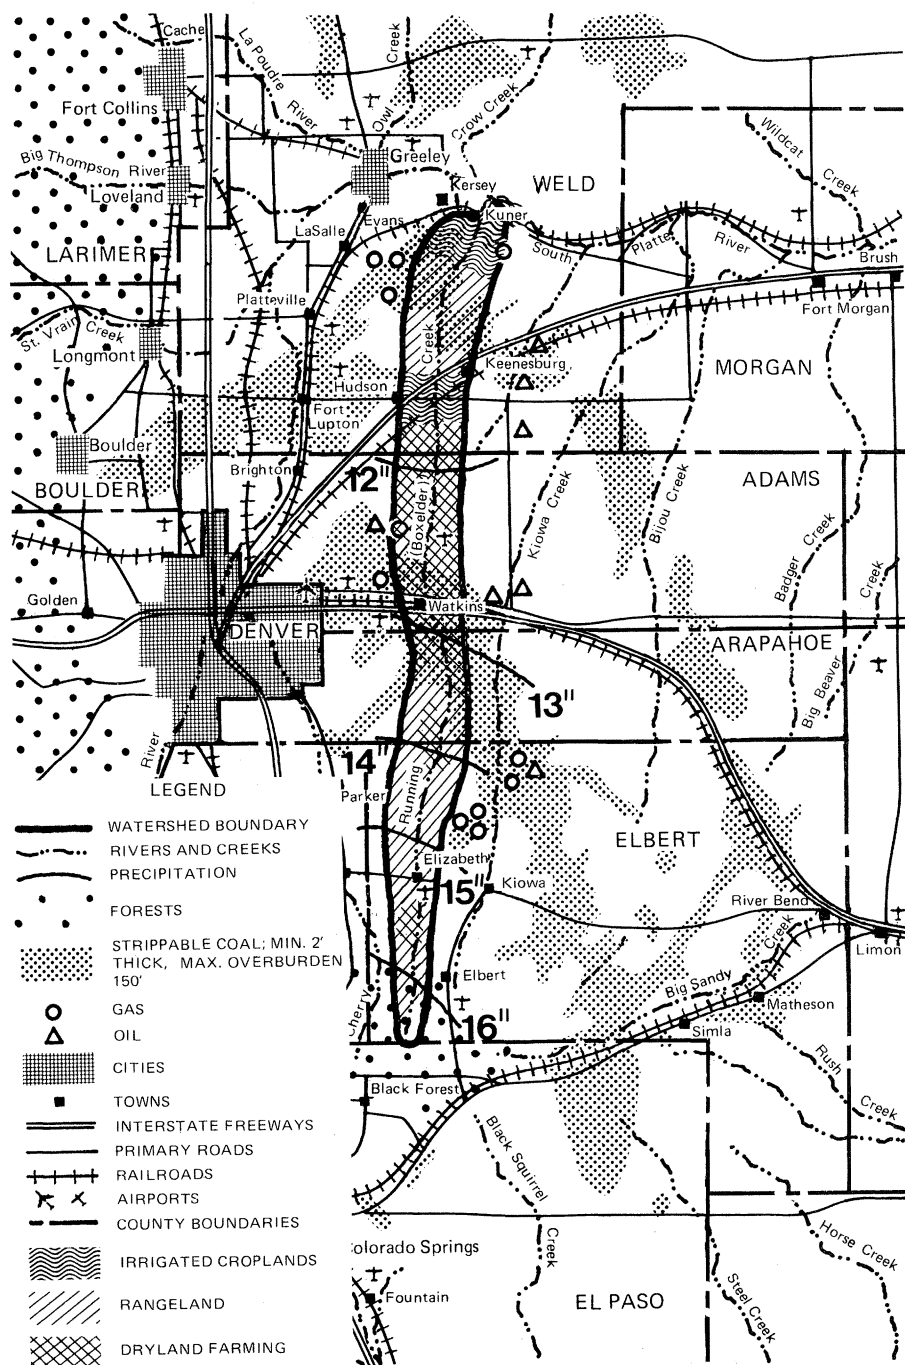 Cache
La Poudre
River
Owl
Creek
Crow Creek
Fort Collins
Wildcat
Creek
Greeley
Big Thompson River
Loveland
Kersey
WELD
Evans
Kuner
LaSalle
South
Platte
River
Brush
LARIMER
Platteville
Fort Morgan
St. Vrain Creek
Longmont
Creek
Keenesburg
MORGAN
Hudson
Fort
Lupton
Boulder
Brighton
12"
BOULDER
ADAMS
(Boxelder)
Kiowa Creek
Bijou Creek
Badger Creek
Creek
Golden
Watkins
DENVER
ARAPAHOE
Big Beaver
13"
River
14"
Parker
Running
ELBERT
Elizabeth
15"
Kiowa
River Bend
Creek
Limon
Elbert
Big Sandy
Matheson
Cherry
16"
Simla
Rush
Creek
Black Forest
Black Squirrel
Creek
Horse Creek
olorado Springs
Fountain
EL PASO
Steel Creek
LEGEND
WATERSHED BOUNDARY
RIVERS AND CREEKS
PRECIPITATION
FORESTS
STRIPPABLE COAL; MIN. 2'
THICK, MAX. OVERBURDEN
150'
GAS
OIL
CITIES
TOWNS
INTERSTATE FREEWAYS
PRIMARY ROADS
RAILROADS
AIRPORTS
COUNTY BOUNDARIES
IRRIGATED CROPLANDS
RANGELAND
DRYLAND FARMING